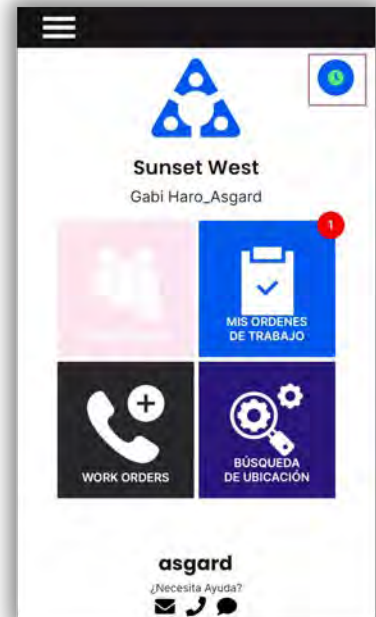 Sunset West
Gabi Haro_Asgard
1
MIS ORDENES
DE TRABAJO
WORK ORDERS
BÚSQUEDA
DE UBICACIÓN
asgard
¿Necesita Ayuda?